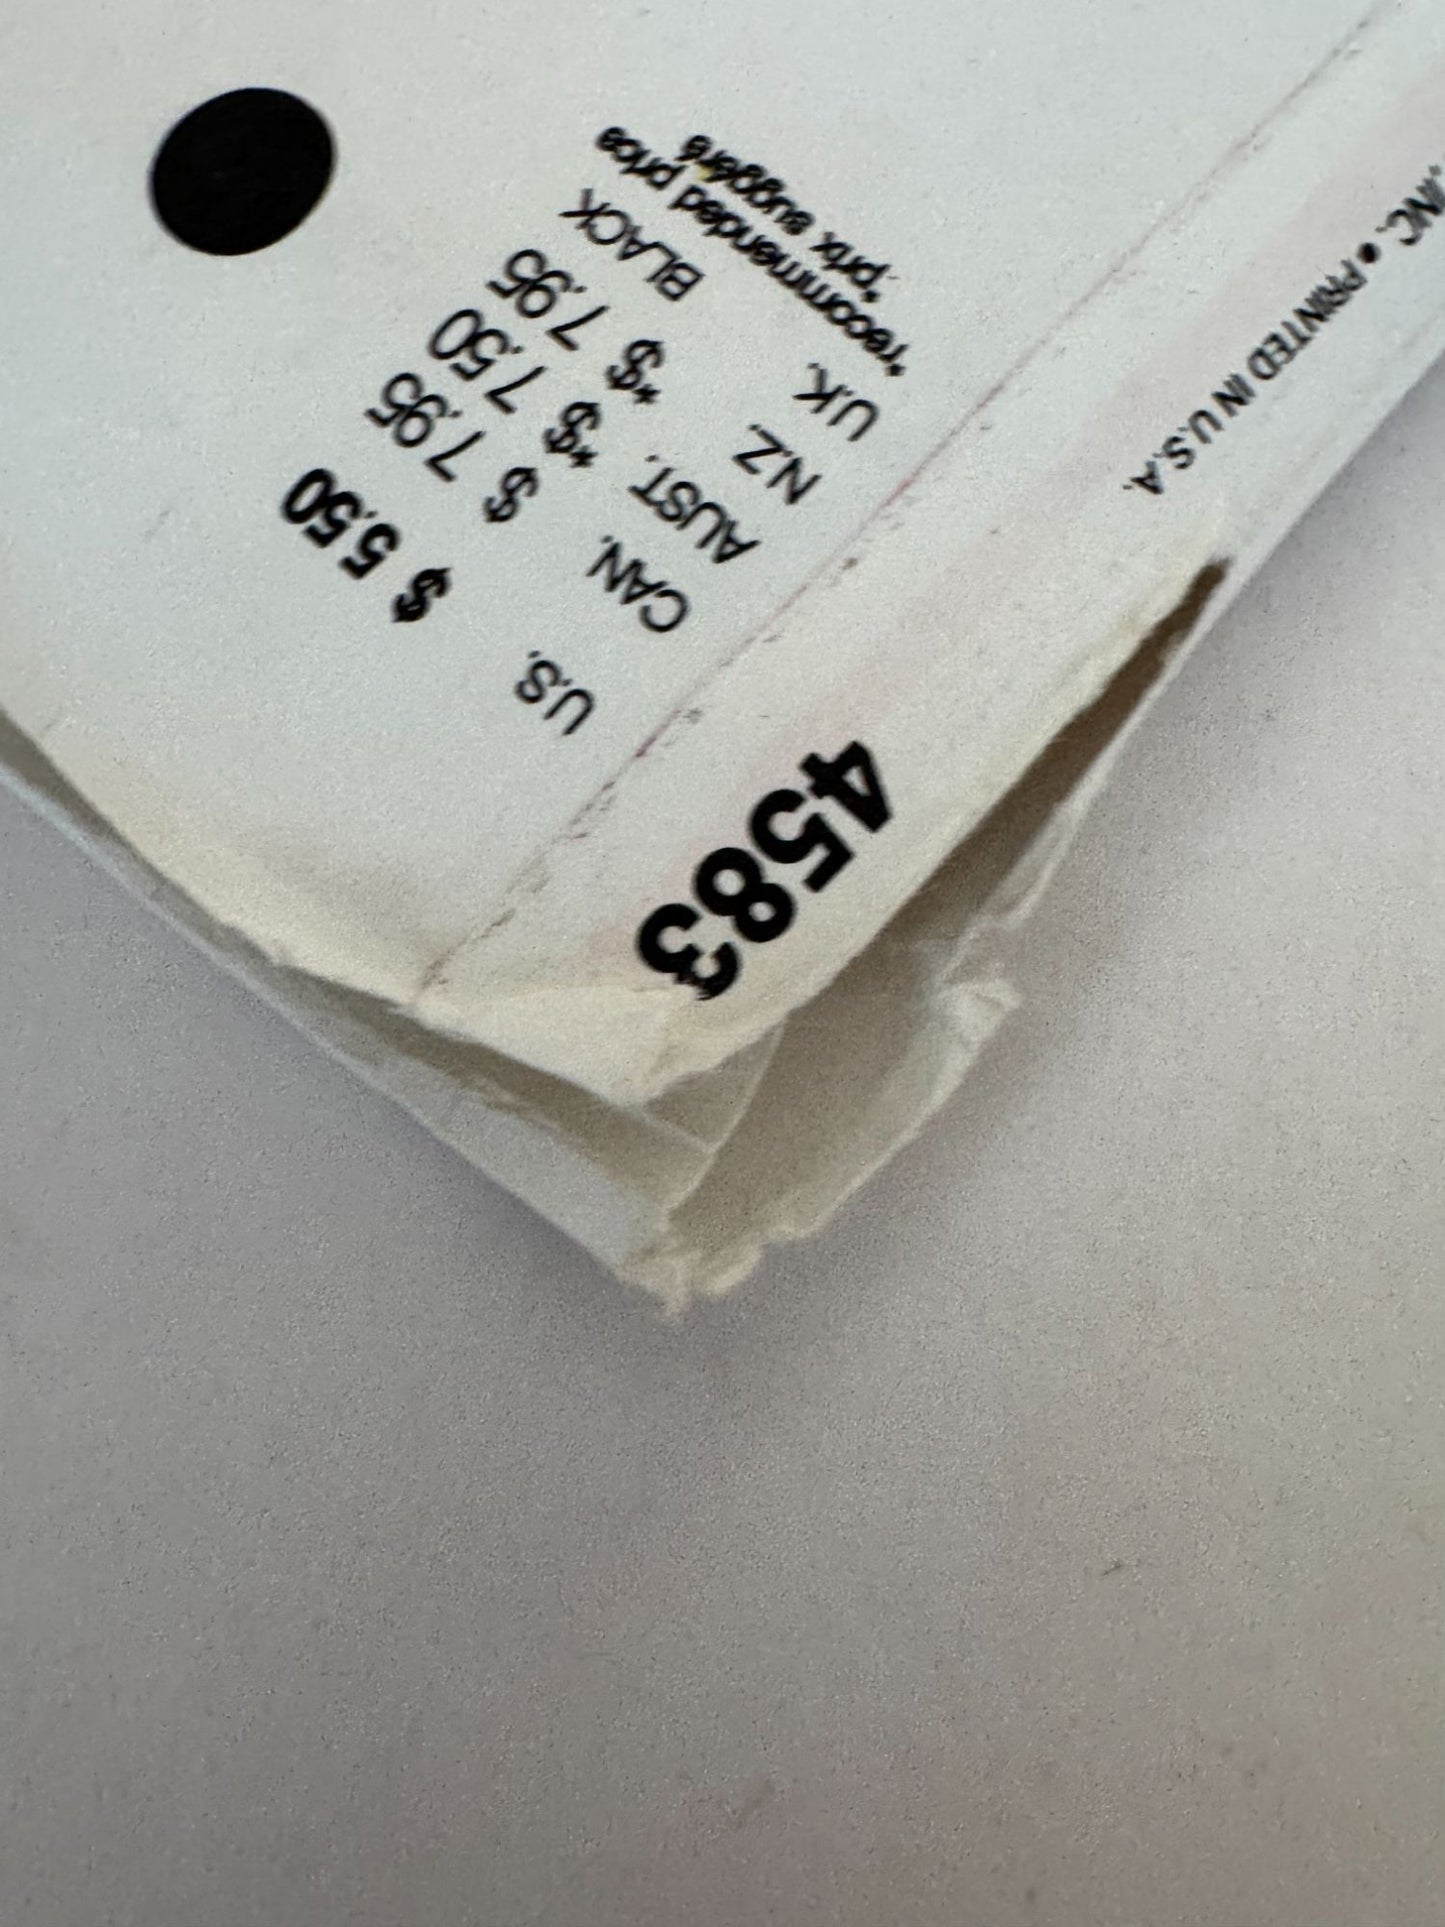 U.S. $ 5.50
CAN. $ 7.95
AUST. *$ 7.50
N.Z. *$ 7.95
U.K. BLACK
*recommended price
*prix suggéré
4583
INC. • PRINTED IN U.S.A.